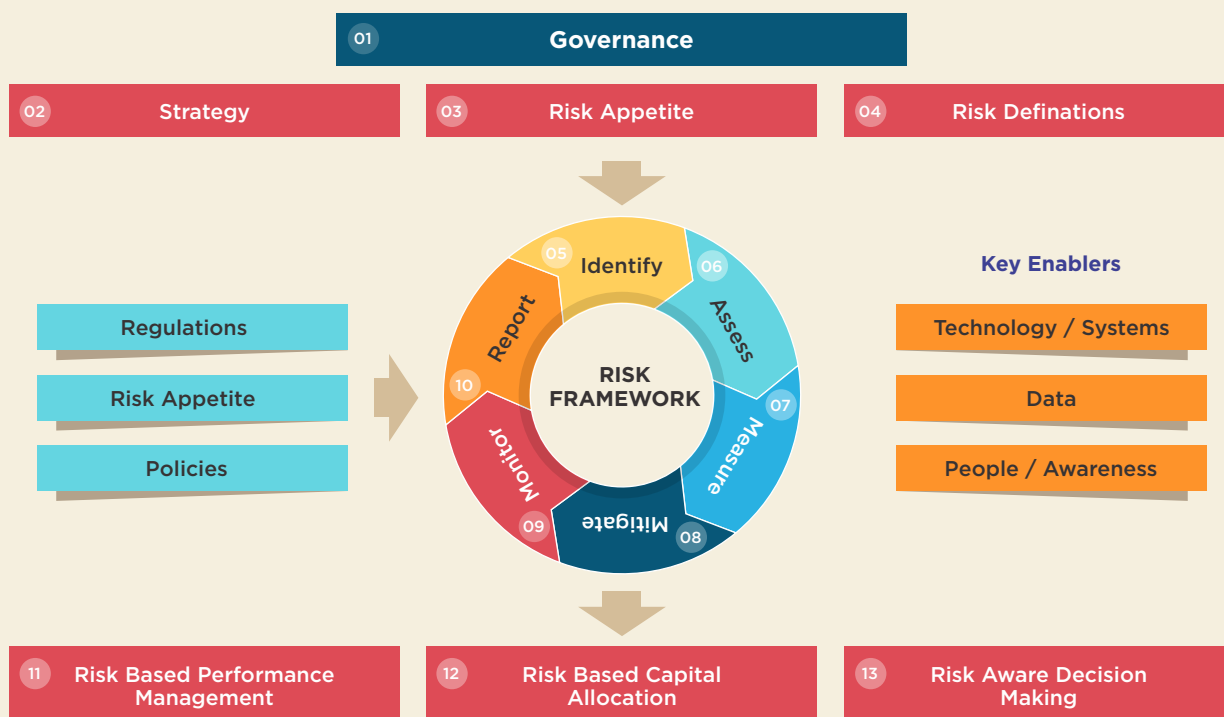 01
Governance
02
Strategy
03
Risk Appetite
04
Risk Definations
05
Identify
06
Assess
07
Measure
08
Mitigate
09
Monitor
10
Report
RISK
FRAMEWORK
Regulations
Risk Appetite
Policies
Key Enablers
Technology / Systems
Data
People / Awareness
11
Risk Based Performance
Management
12
Risk Based Capital
Allocation
13
Risk Aware Decision
Making